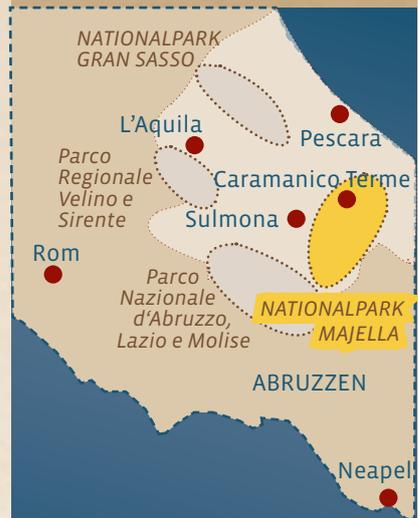 NATIONALPARK
GRAN SASSO
L'Aquila
Pescara
Parco
Regionale
Velino e
Sirente
Caramanico Terme
Sulmona
Rom
Parco
Nazionale
d‘Abruzzo,
Lazio e Molise
NATIONALPARK
MAJELLA
ABRUZZEN
Neapel